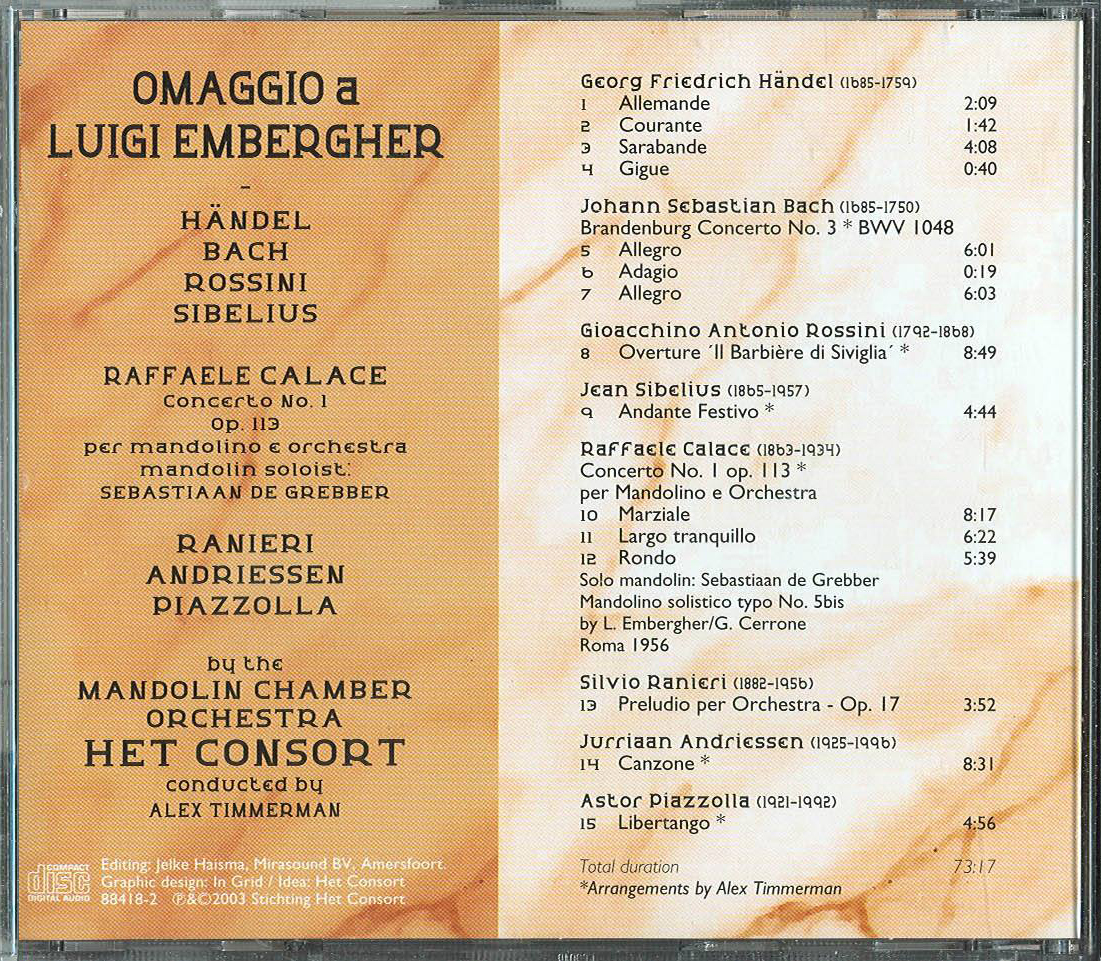 OMAGGIO a
LUIGI EMBERGHER
-
HÄNDEL
BACH
ROSSINI
SIBELIUS
RAFFAELE CALACE
Concerto No. 1
Op. 113
per mandolino e orchestra
mandolin soloist:
SEBASTIAAN DE GREBBER
RANIERI
ANDRIESSEN
PIAZZOLLA
by the
MANDOLIN CHAMBER
ORCHESTRA
HET CONSORT
conducted by
ALEX TIMMERMAN
COMPACT
disc
DIGITAL AUDIO
Editing: Jelke Haisma, Mirasound BV, Amersfoort.
Graphic design: In Grid / Idea: Het Consort
88418-2 ℗&©2003 Stichting Het Consort
Georg Friedrich Händel (1685-1759)
1 Allemande 2:09
2 Courante 1:42
3 Sarabande 4:08
4 Gigue 0:40
Johann Sebastian Bach (1685-1750)
Brandenburg Concerto No. 3 * BWV 1048
5 Allegro 6:01
6 Adagio 0:19
7 Allegro 6:03
Gioacchino Antonio Rossini (1792-1868)
8 Overture ´Il Barbière di Siviglia´ * 8:49
Jean Sibelius (1865-1957)
9 Andante Festivo * 4:44
Raffaele Calace (1863-1934)
Concerto No. 1 op. 113 *
per Mandolino e Orchestra
10 Marziale 8:17
11 Largo tranquillo 6:22
12 Rondo 5:39
Solo mandolin: Sebastiaan de Grebber
Mandolino solistico typo No. 5bis
by L. Embergher/G. Cerrone
Roma 1956
Silvio Ranieri (1882-1956)
13 Preludio per Orchestra - Op. 17 3:52
Jurriaan Andriessen (1925-1996)
14 Canzone * 8:31
Astor Piazzolla (1921-1992)
15 Libertango * 4:56
Total duration 73:17
*Arrangements by Alex Timmerman